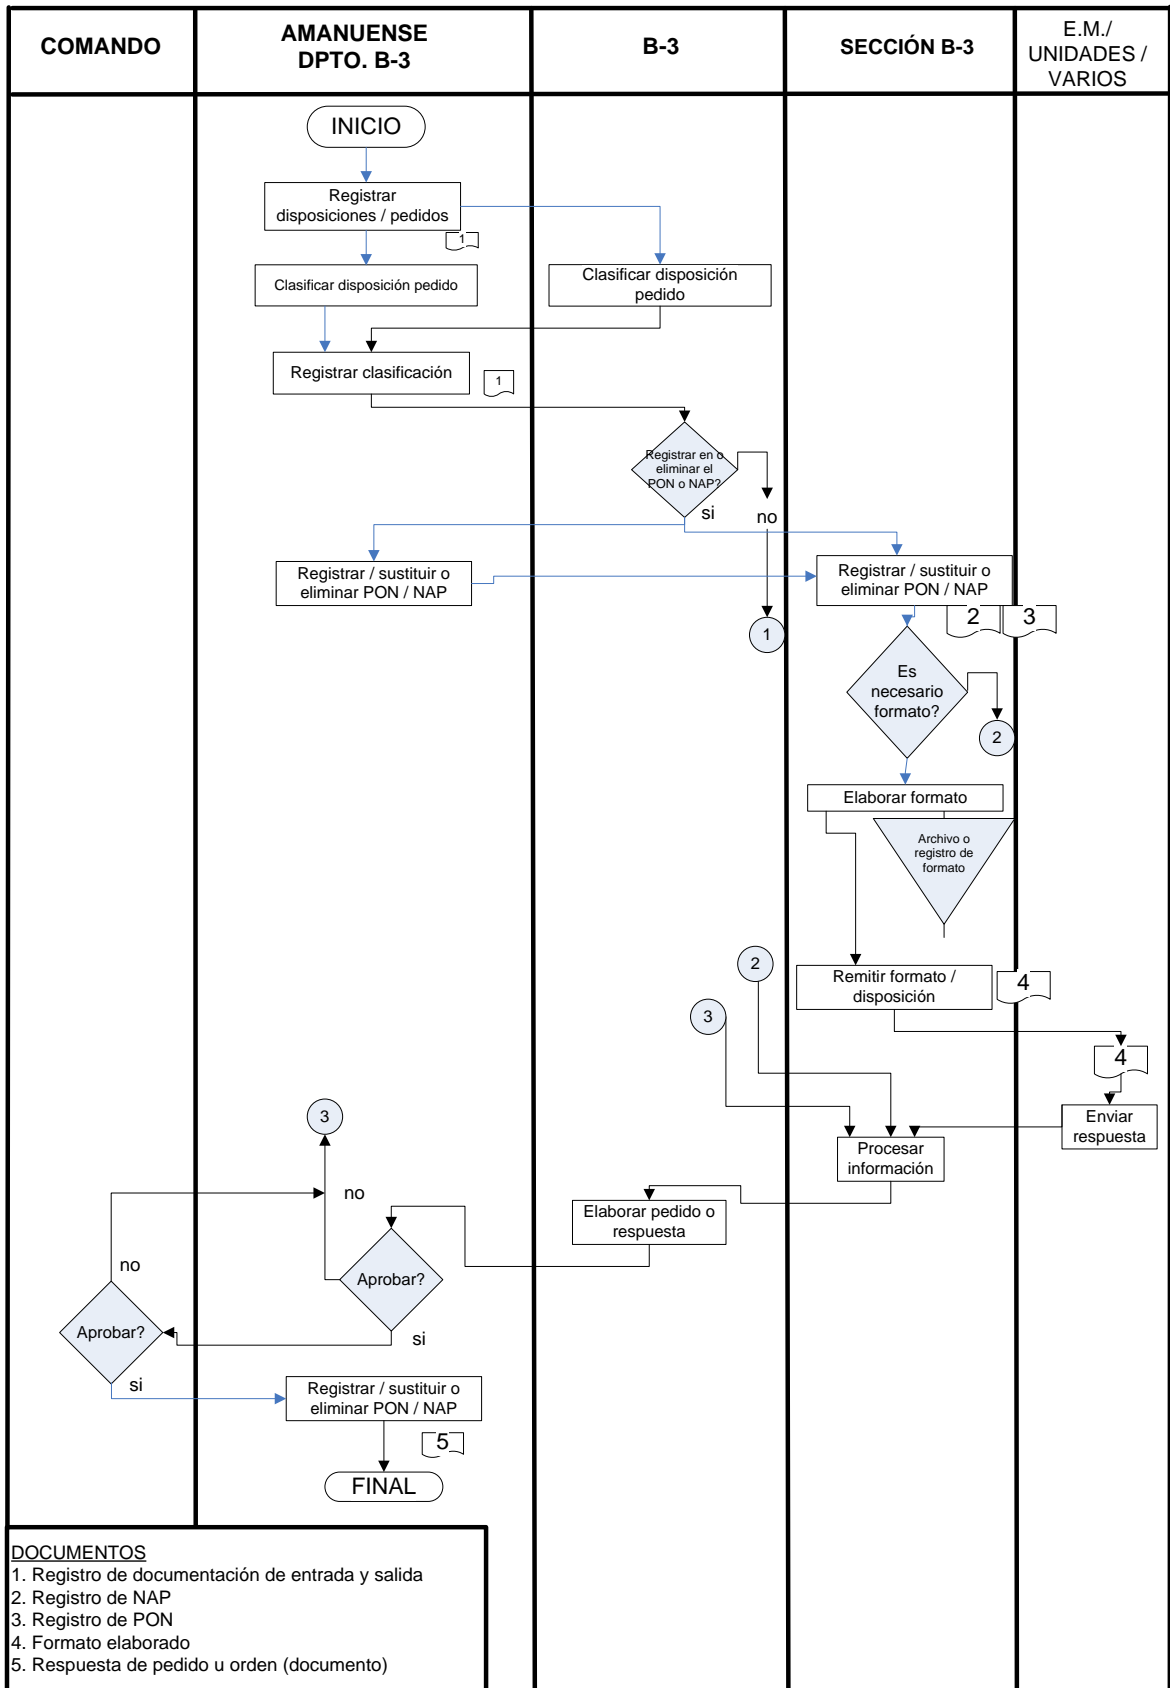 COMANDO
AMANUENSE
DPTO. B-3
B-3
SECCIÓN B-3
E.M./
UNIDADES /
VARIOS
INICIO
Registrar
disposiciones / pedidos
1
Clasificar disposición pedido
Clasificar disposición
pedido
Registrar clasificación
1
Registrar en o
eliminar el
PON o NAP?
si
no
Registrar / sustituir o
eliminar PON / NAP
Registrar / sustituir o
eliminar PON / NAP
2
3
1
Es
necesario
formato?
2
Elaborar formato
Archivo o
registro de
formato
2
Remitir formato /
disposición
4
3
4
3
Enviar
respuesta
Procesar
información
no
Elaborar pedido o
respuesta
no
Aprobar?
Aprobar?
si
si
Registrar / sustituir o
eliminar PON / NAP
5
FINAL
DOCUMENTOS
1. Registro de documentación de entrada y salida
2. Registro de NAP
3. Registro de PON
4. Formato elaborado
5. Respuesta de pedido u orden (documento)